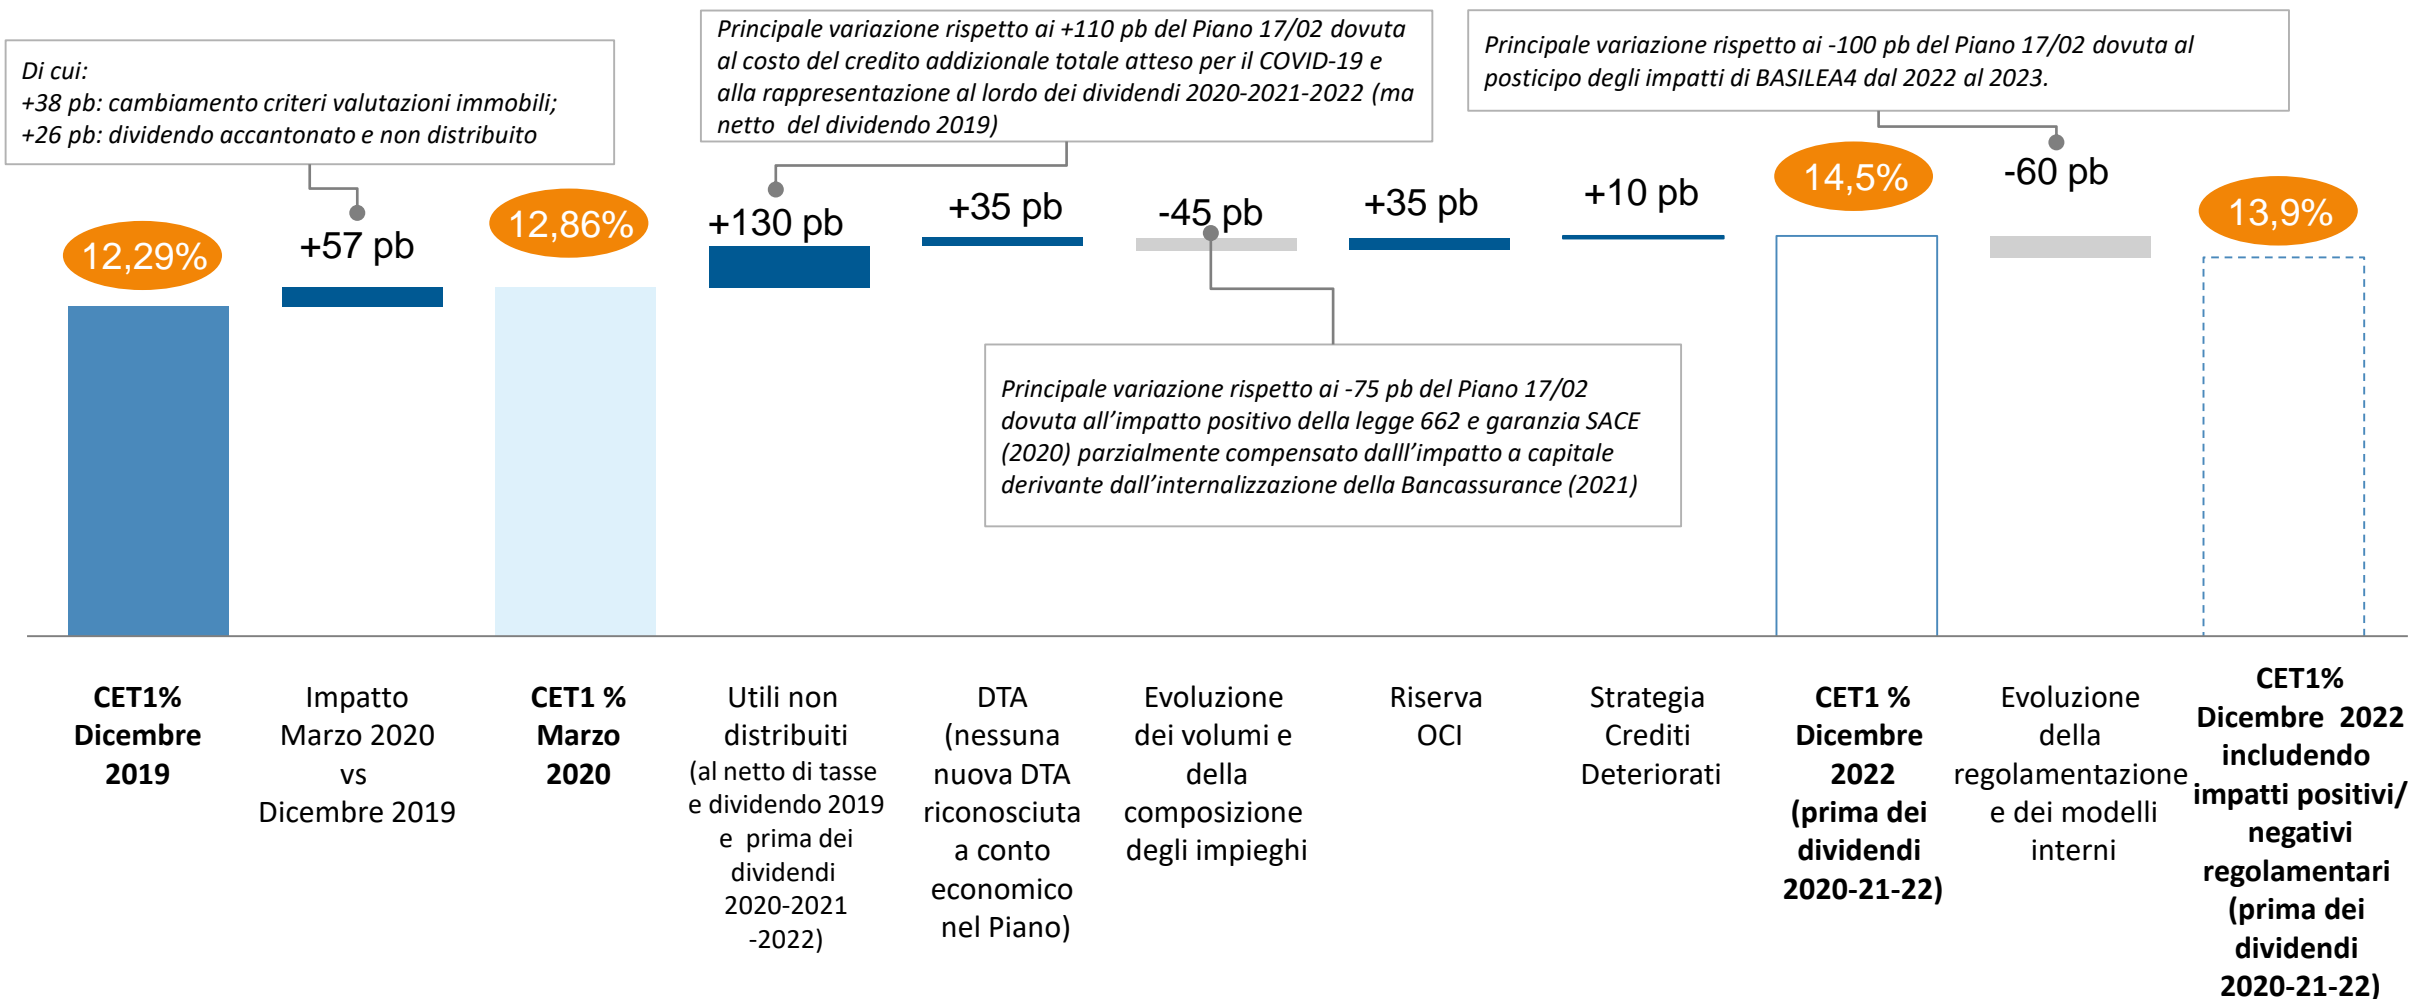 Di cui:
+38 pb: cambiamento criteri valutazioni immobili;
+26 pb: dividendo accantonato e non distribuito
Principale variazione rispetto ai +110 pb del Piano 17/02 dovuta
al costo del credito addizionale totale atteso per il COVID-19 e
alla rappresentazione al lordo dei dividendi 2020-2021-2022 (ma
netto del dividendo 2019)
Principale variazione rispetto ai -100 pb del Piano 17/02 dovuta al
posticipo degli impatti di BASILEA4 dal 2022 al 2023.
12,29%
+57 pb
12,86%
+130 pb
+35 pb
-45 pb
+35 pb
+10 pb
14,5%
-60 pb
13,9%
Principale variazione rispetto ai -75 pb del Piano 17/02
dovuta all’impatto positivo della legge 662 e garanzia SACE
(2020) parzialmente compensato dalll’impatto a capitale
derivante dall’internalizzazione della Bancassurance (2021)
CET1%
Dicembre
2019
Impatto
Marzo 2020
vs
Dicembre 2019
CET1 %
Marzo
2020
Utili non
distribuiti
(al netto di tasse
e dividendo 2019
e prima dei
dividendi
2020-2021
-2022)
DTA
(nessuna
nuova DTA
riconosciuta
a conto
economico
nel Piano)
Evoluzione
dei volumi e
della
composizione
degli impieghi
Riserva
OCI
Strategia
Crediti
Deteriorati
CET1 %
Dicembre
2022
(prima dei
dividendi
2020-21-22)
Evoluzione
della
regolamentazione
e dei modelli
interni
CET1%
Dicembre 2022
includendo
impatti positivi/
negativi
regolamentari
(prima dei
dividendi
2020-21-22)